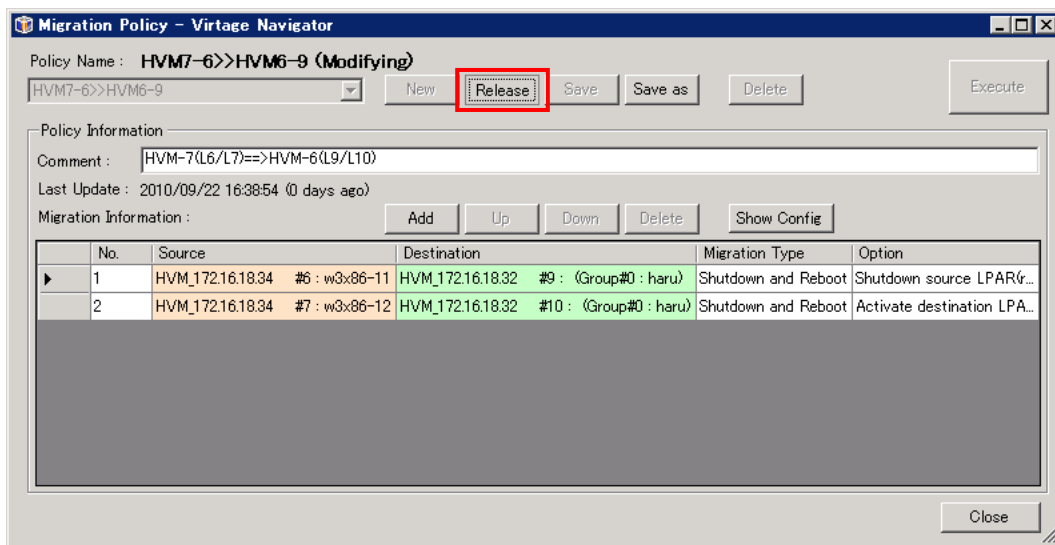 Migration Policy - Virtage Navigator
Policy Name : HVM7-6>>HVM6-9 (Modifying)
HVM7-6>>HVM6-9 New Release Save Save as Delete Execute
Policy Information
Comment : HVM-7(L6/L7)==>HVM-6(L9/L10)
Last Update : 2010/09/22 16:38:54 (0 days ago)
Migration Information : Add Up Down Delete Show Config
No. Source Destination Migration Type Option
1 HVM_172.16.18.34 #6 : w3x86-11 HVM_172.16.18.32 #9 : (Group#0 : haru) Shutdown and Reboot Shutdown source LPAR(r...
2 HVM_172.16.18.34 #7 : w3x86-12 HVM_172.16.18.32 #10 : (Group#0 : haru) Shutdown and Reboot Activate destination LPA...
Close